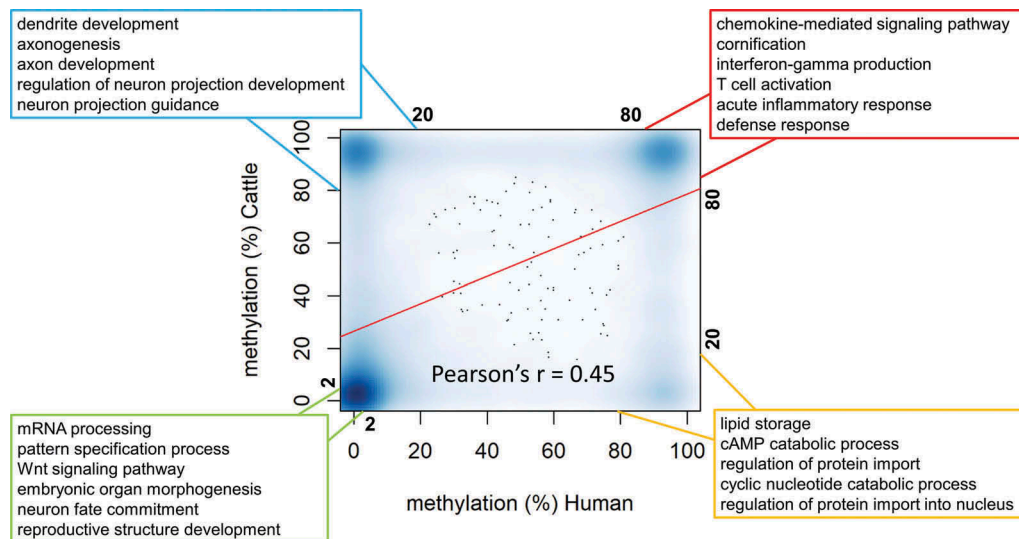 dendrite development
axonogenesis
axon development
regulation of neuron projection development
neuron projection guidance
chemokine-mediated signaling pathway
cornification
interferon-gamma production
T cell activation
acute inflammatory response
defense response
20
80
methylation (%) Cattle
100
80
60
40
20
0
80
20
2
2
Pearson's r = 0.45
0 20 40 60 80 100
methylation (%) Human
mRNA processing
pattern specification process
Wnt signaling pathway
embryonic organ morphogenesis
neuron fate commitment
reproductive structure development
lipid storage
cAMP catabolic process
regulation of protein import
cyclic nucleotide catabolic process
regulation of protein import into nucleus